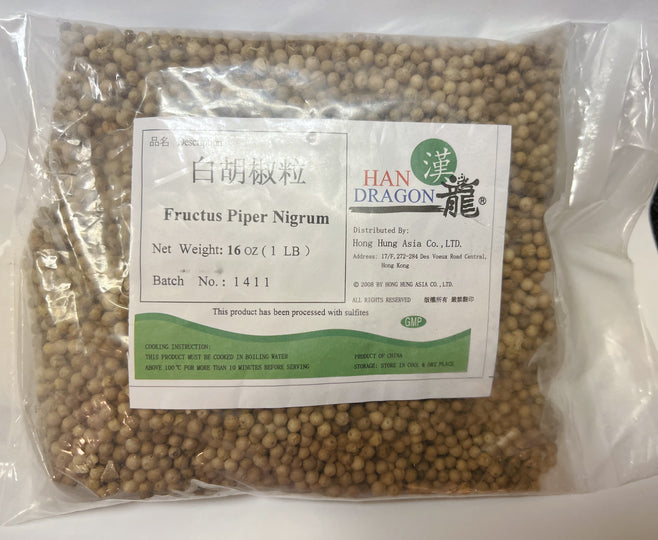 品名 Description
白胡椒粒
Fructus Piper Nigrum
Net Weight: 16 OZ ( 1 LB )
Batch No.: 1411
漢
HAN
DRAGON 龍 ®
Distributed By:
Hong Hung Asia Co.,LTD.
Address: 17/F,272-284 Des Voeux Road Central,
Hong Kong
© 2008 BY HONG HUNG ASIA CO.,LTD.
ALL RIGHTS RESERVED 版權所有 嚴禁翻印
This product has been processed with sulfites
GMP
COOKING INSTRUCTION:
THIS PRODUCT MUST BE COOKED IN BOILING WATER
ABOVE 100℃ FOR MORE THAN 10 MINUTES BEFORE SERVING
PRODUCT OF CHINA
STORAGE: STORE IN COOL & DRI PLACE